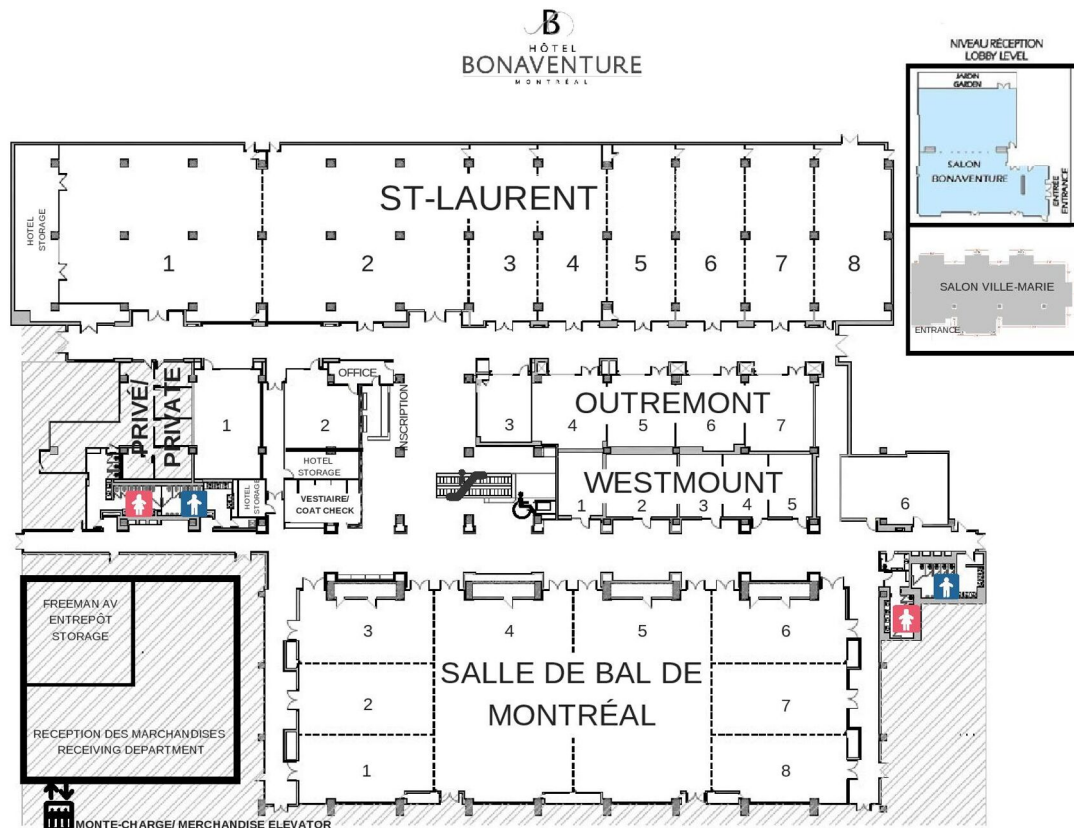 B
HÔTEL
BONAVENTURE
MONTRÉAL
NIVEAU RÉCEPTION
LOBBY LEVEL
JARDIN
GARDEN
SALON
BONAVENTURE
ENTRÉE
ENTRANCE
SALON VILLE-MARIE
ENTRANCE
ST-LAURENT
HOTEL
STORAGE
1
2
3
4
5
6
7
8
PRIVÉ/
PRIVATE
1
2
OFFICE
INSCRIPTION
HOTEL
STORAGE
HOTEL
STORAGE
VESTIAIRE/
COAT CHECK
OUTREMONT
3
4
5
6
7
WESTMOUNT
1
2
3
4
5
6
FREEMAN AV
ENTREPÔT
STORAGE
RECEPTION DES MARCHANDISES
RECEIVING DEPARTMENT
MONTE-CHARGE/ MERCHANDISE ELEVATOR
3
4
5
6
SALLE DE BAL DE
MONTRÉAL
2
7
1
8